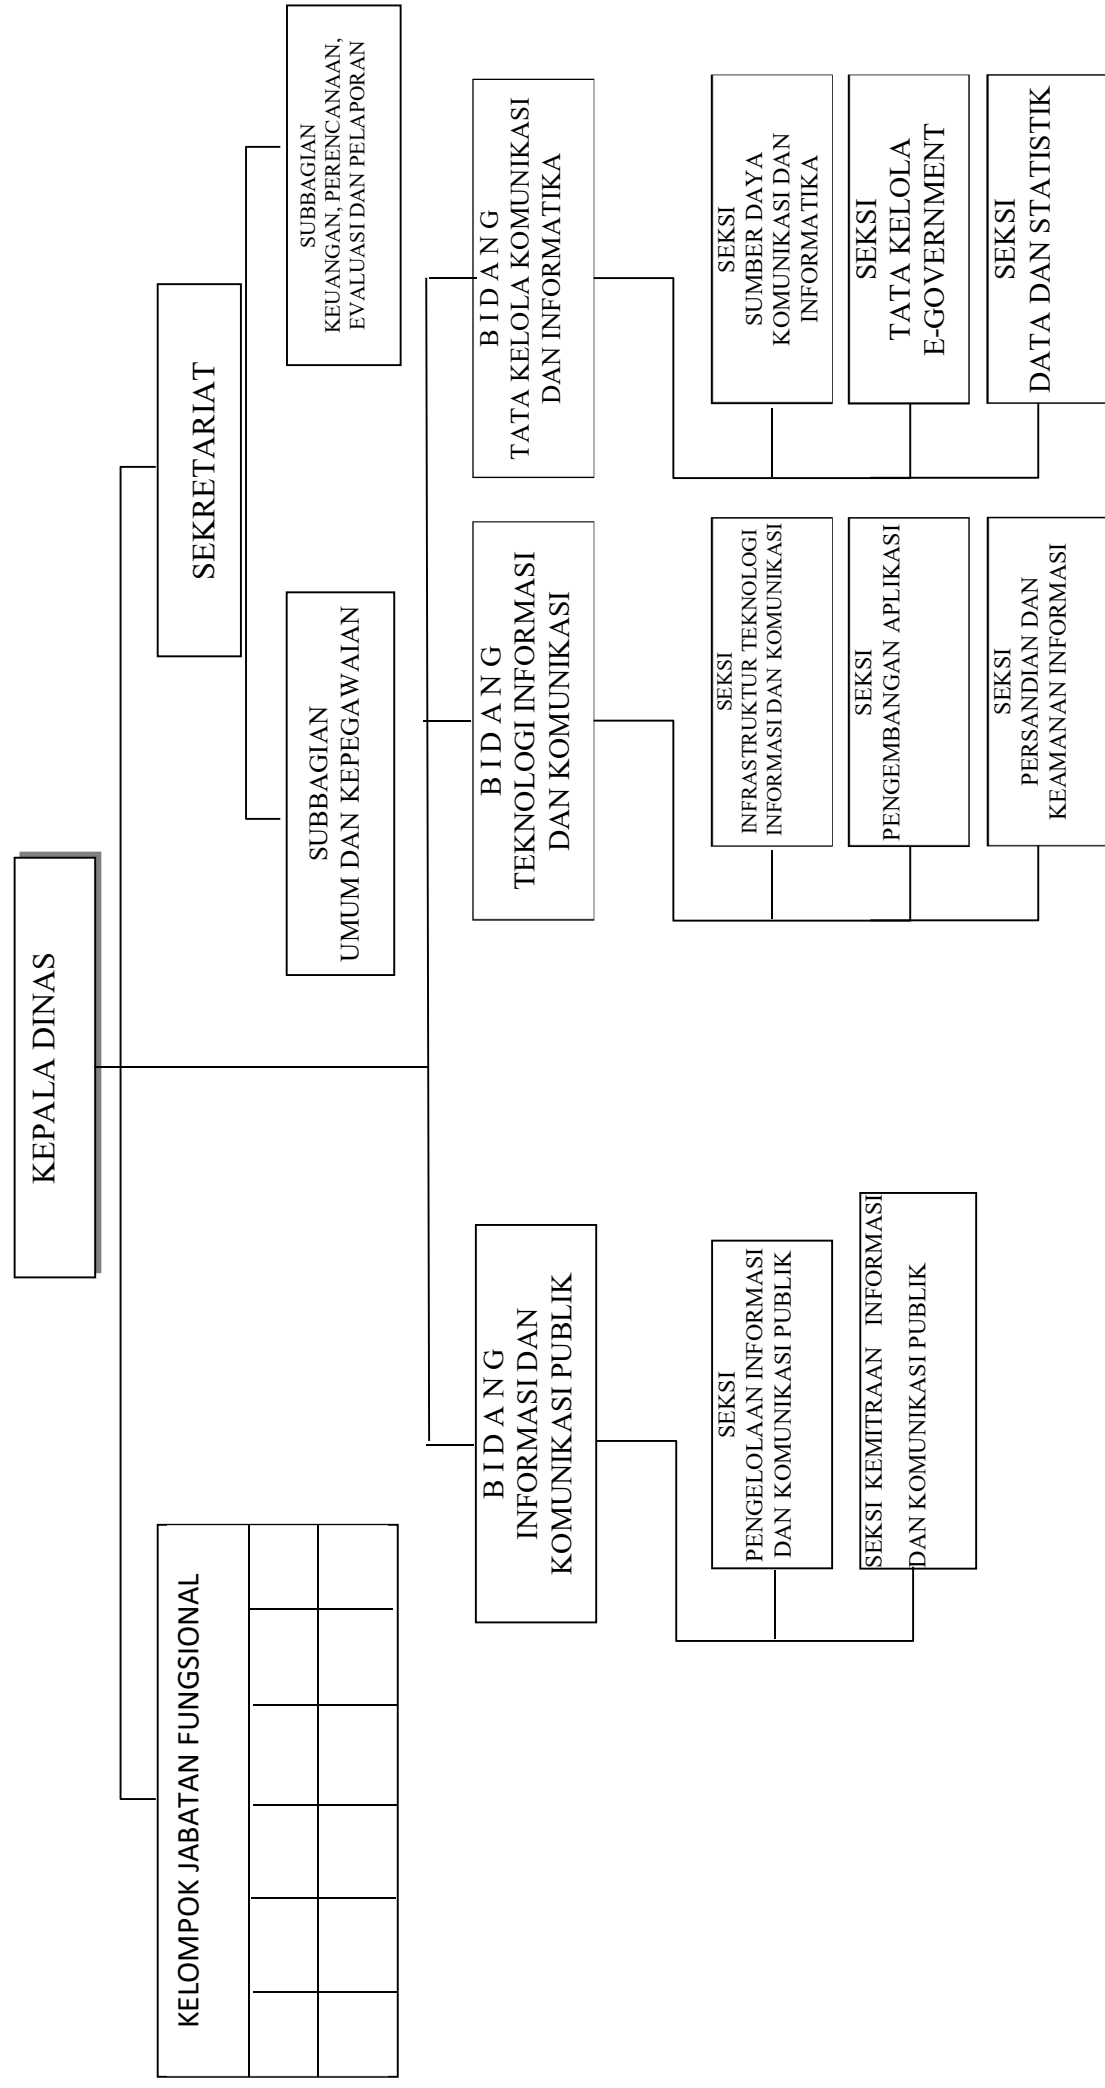 KEPALA DINAS
KELOMPOK JABATAN FUNGSIONAL
SEKRETARIAT
SUBBAGIAN
UMUM DAN KEPEGAWAIAN
SUBBAGIAN
KEUANGAN, PERENCANAAN,
EVALUASI DAN PELAPORAN
B I D A N G
INFORMASI DAN
KOMUNIKASI PUBLIK
B I D A N G
TEKNOLOGI INFORMASI
DAN KOMUNIKASI
B I D A N G
TATA KELOLA KOMUNIKASI
DAN INFORMATIKA
SEKSI
PENGELOLAAN INFORMASI
DAN KOMUNIKASI PUBLIK
SEKSI KEMITRAAN INFORMASI
DAN KOMUNIKASI PUBLIK
SEKSI
INFRASTRUKTUR TEKNOLOGI
INFORMASI DAN KOMUNIKASI
SEKSI
PENGEMBANGAN APLIKASI
SEKSI
PERSANDIAN DAN
KEAMANAN INFORMASI
SEKSI
SUMBER DAYA
KOMUNIKASI DAN
INFORMATIKA
SEKSI
TATA KELOLA
E-GOVERNMENT
SEKSI
DATA DAN STATISTIK